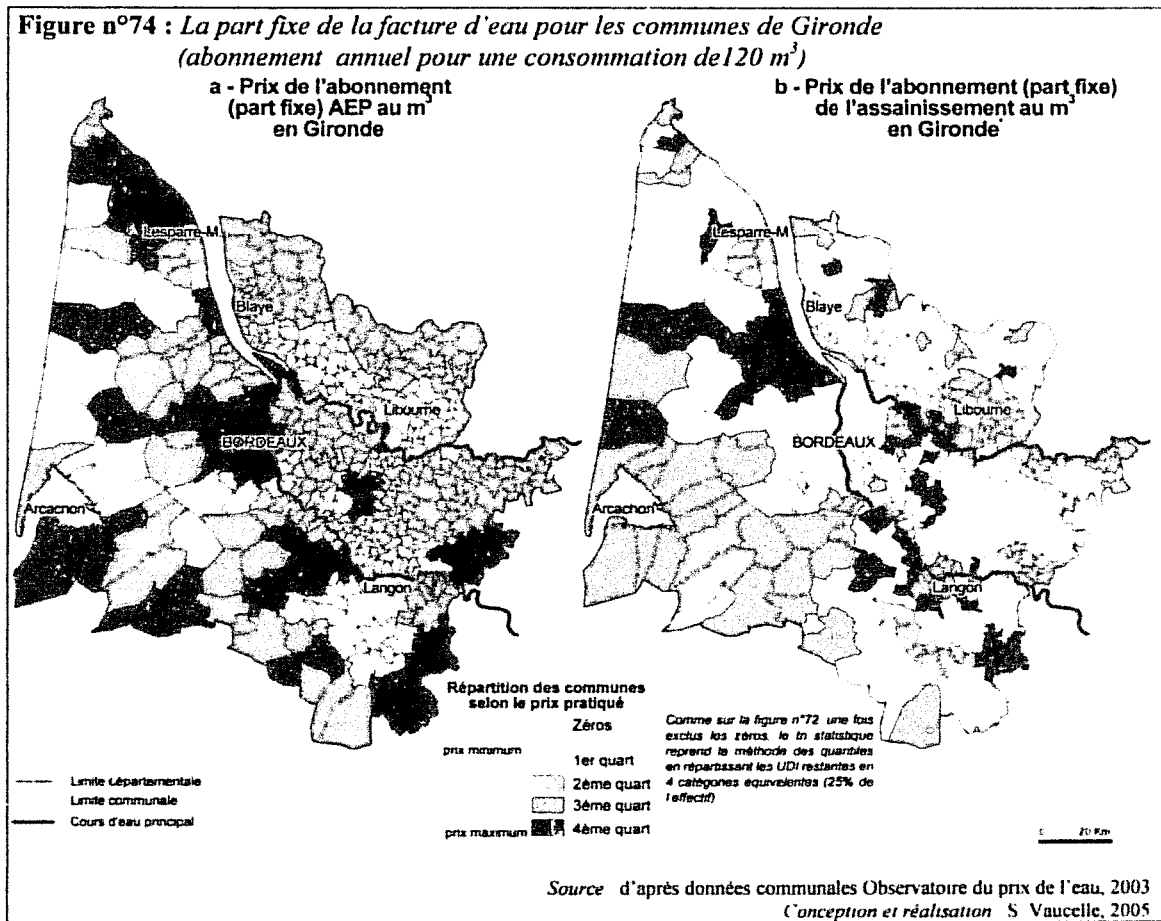 Figure n°74 : La part fixe de la facture d'eau pour les communes de Gironde
(abonnement annuel pour une consommation de120 m³)
a - Prix de l'abonnement
(part fixe) AEP au m³
en Gironde
b - Prix de l'abonnement (part fixe)
de l'assainissement au m³
en Gironde
Lesparre-M
Blaye
Libourne
BORDEAUX
Arcachon
Langon
Lesparre-M
Blaye
Libourne
BORDEAUX
Arcachon
Langon
Répartition des communes
selon le prix pratiqué
Zéros
prix minimum
1er quart
2ème quart
3ème quart
prix maximum
4ème quart
Comme sur la figure n°72 une fois
exclus les zéros, le tri statistique
reprend la méthode des quantiles
en répartissant les UDI restantes en
4 catégories équivalentes (25% de
l'effectif)
Limite départementale
Limite communale
Cours d'eau principal
20 Km
Source d'après données communales Observatoire du prix de l'eau, 2003
Conception et réalisation S Vaucelle, 2005